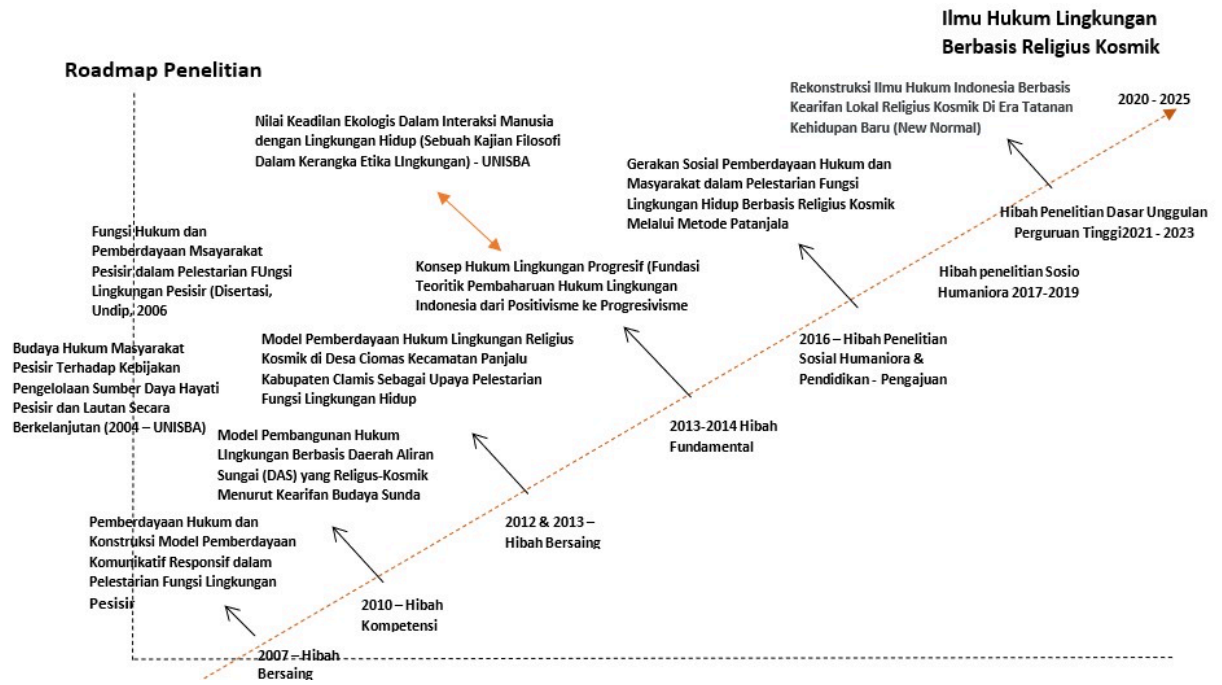 Ilmu Hukum Lingkungan
Berbasis Religius Kosmik
Roadmap Penelitian
Rekonstruksi Ilmu Hukum Indonesia Berbasis
Kearifan Lokal Religius Kosmik Di Era Tatanan
Kehidupan Baru (New Normal)
2020 - 2025
Nilai Keadilan Ekologis Dalam Interaksi Manusia
dengan Lingkungan Hidup (Sebuah Kajian Filosofi
Dalam Kerangka Etika LIngkungan) - UNISBA
Gerakan Sosial Pemberdayaan Hukum dan
Masyarakat dalam Pelestarian Fungsi
Lingkungan Hidup Berbasis Religius Kosmik
Melalui Metode Patanjala
Hibah Penelitian Dasar Unggulan
Perguruan Tinggi2021 - 2023
Fungsi Hukum dan
Pemberdayaan Msayarakat
Pesisir dalam Pelestarian FUngsi
Lingkungan Pesisir (Disertasi,
Undip, 2006
Konsep Hukum Lingkungan Progresif (Fundasi
Teoritik Pembaharuan Hukum Lingkungan
Indonesia dari Positivisme ke Progresivisme
Hibah penelitian Sosio
Humaniora 2017-2019
Budaya Hukum Masyarakat
Pesisir Terhadap Kebijakan
Pengelolaan Sumber Daya Hayati
Pesisir dan Lautan Secara
Berkelanjutan (2004 – UNISBA)
Model Pemberdayaan Hukum Lingkungan Religius
Kosmik di Desa Ciomas Kecamatan Panjalu
Kabupaten Clamis Sebagai Upaya Pelestarian
Fungsi Lingkungan Hidup
2016 – Hibah Penelitian
Sosial Humaniora &
Pendidikan - Pengajuan
2013-2014 Hibah
Fundamental
Model Pembangunan Hukum
LIngkungan Berbasis Daerah Aliran
Sungai (DAS) yang Religus-Kosmik
Menurut Kearifan Budaya Sunda
2012 & 2013 –
Hibah Bersaing
Pemberdayaan Hukum dan
Konstruksi Model Pemberdayaan
Komunikatif Responsif dalam
Pelestarian Fungsi Lingkungan
Pesisir
2010 – Hibah
Kompetensi
2007 – Hibah
Bersaing